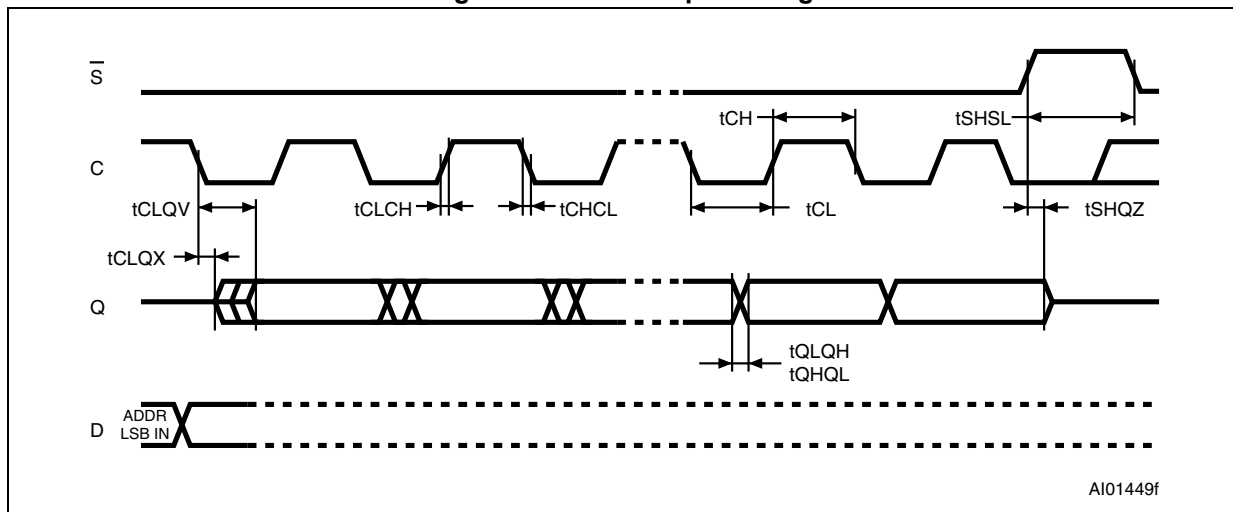 S
tCH
tSHSL
C
tCLQV
tCLCH
tCHCL
tCL
tSHQZ
tCLQX
Q
tQLQH
tQHQL
ADDR
D
LSB IN
AI01449f